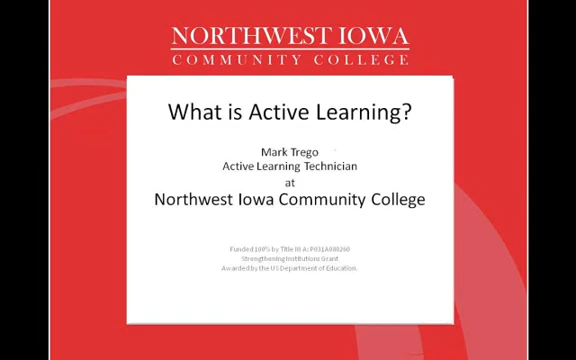 NORTHWEST IOWA
COMMUNITY COLLEGE
What is Active Learning?
Mark Trego
Active Learning Technician
at
Northwest Iowa Community College
Funded 100% by Title III A: P031A080260
Strengthening Institutions Grant
Awarded by the US Department of Education.